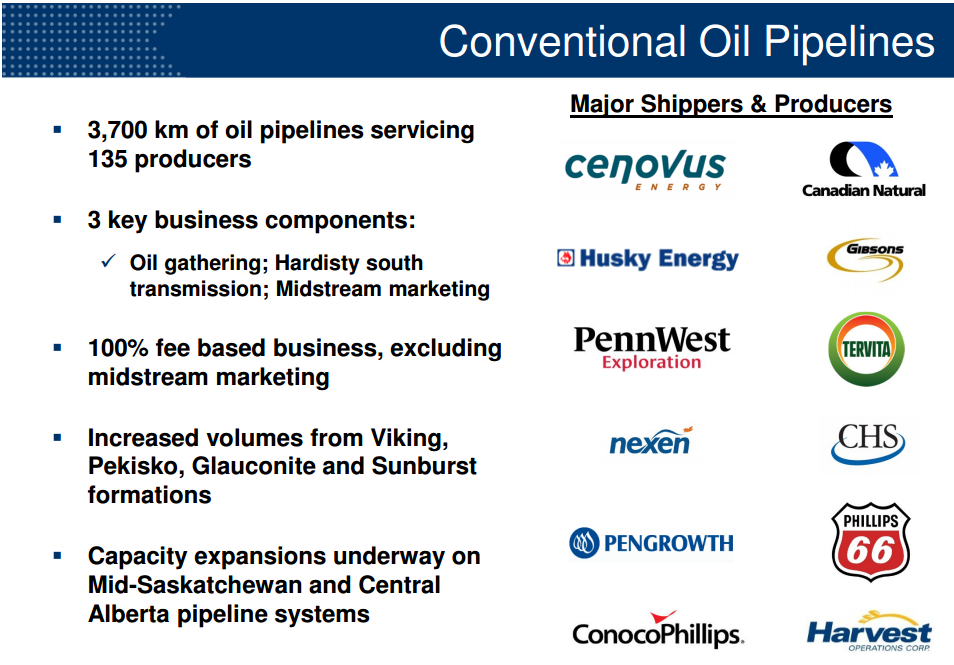 Conventional Oil Pipelines
▪ 3,700 km of oil pipelines servicing
135 producers
▪ 3 key business components:
✓ Oil gathering; Hardisty south
transmission; Midstream marketing
▪ 100% fee based business, excluding
midstream marketing
▪ Increased volumes from Viking,
Pekisko, Glauconite and Sunburst
formations
▪ Capacity expansions underway on
Mid-Saskatchewan and Central
Alberta pipeline systems
Major Shippers & Producers
cenovus
ENERGY
Canadian Natural
Husky Energy
GIBSONS
PennWest
Exploration
TERVITA
nexen
CHS
PENGROWTH
PHILLIPS
66
ConocoPhillips.
Harvest
OPERATIONS CORP.